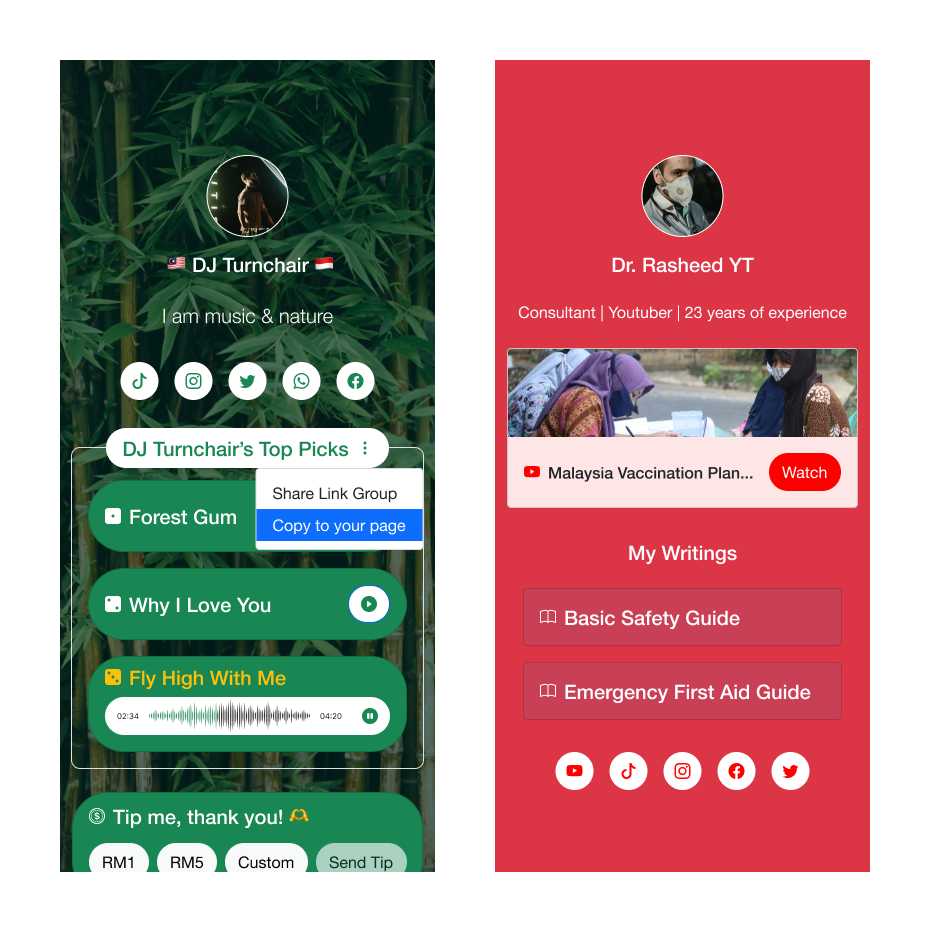 🇲🇾 DJ Turnchair 🇮🇩
I am music & nature
DJ Turnchair’s Top Picks
Share Link Group
Copy to your page
Forest Gum
Why I Love You
Fly High With Me
02:34
04:20
Tip me, thank you! 🫶
RM1
RM5
Custom
Send Tip
Dr. Rasheed YT
Consultant | Youtuber | 23 years of experience
Malaysia Vaccination Plan...
Watch
My Writings
Basic Safety Guide
Emergency First Aid Guide